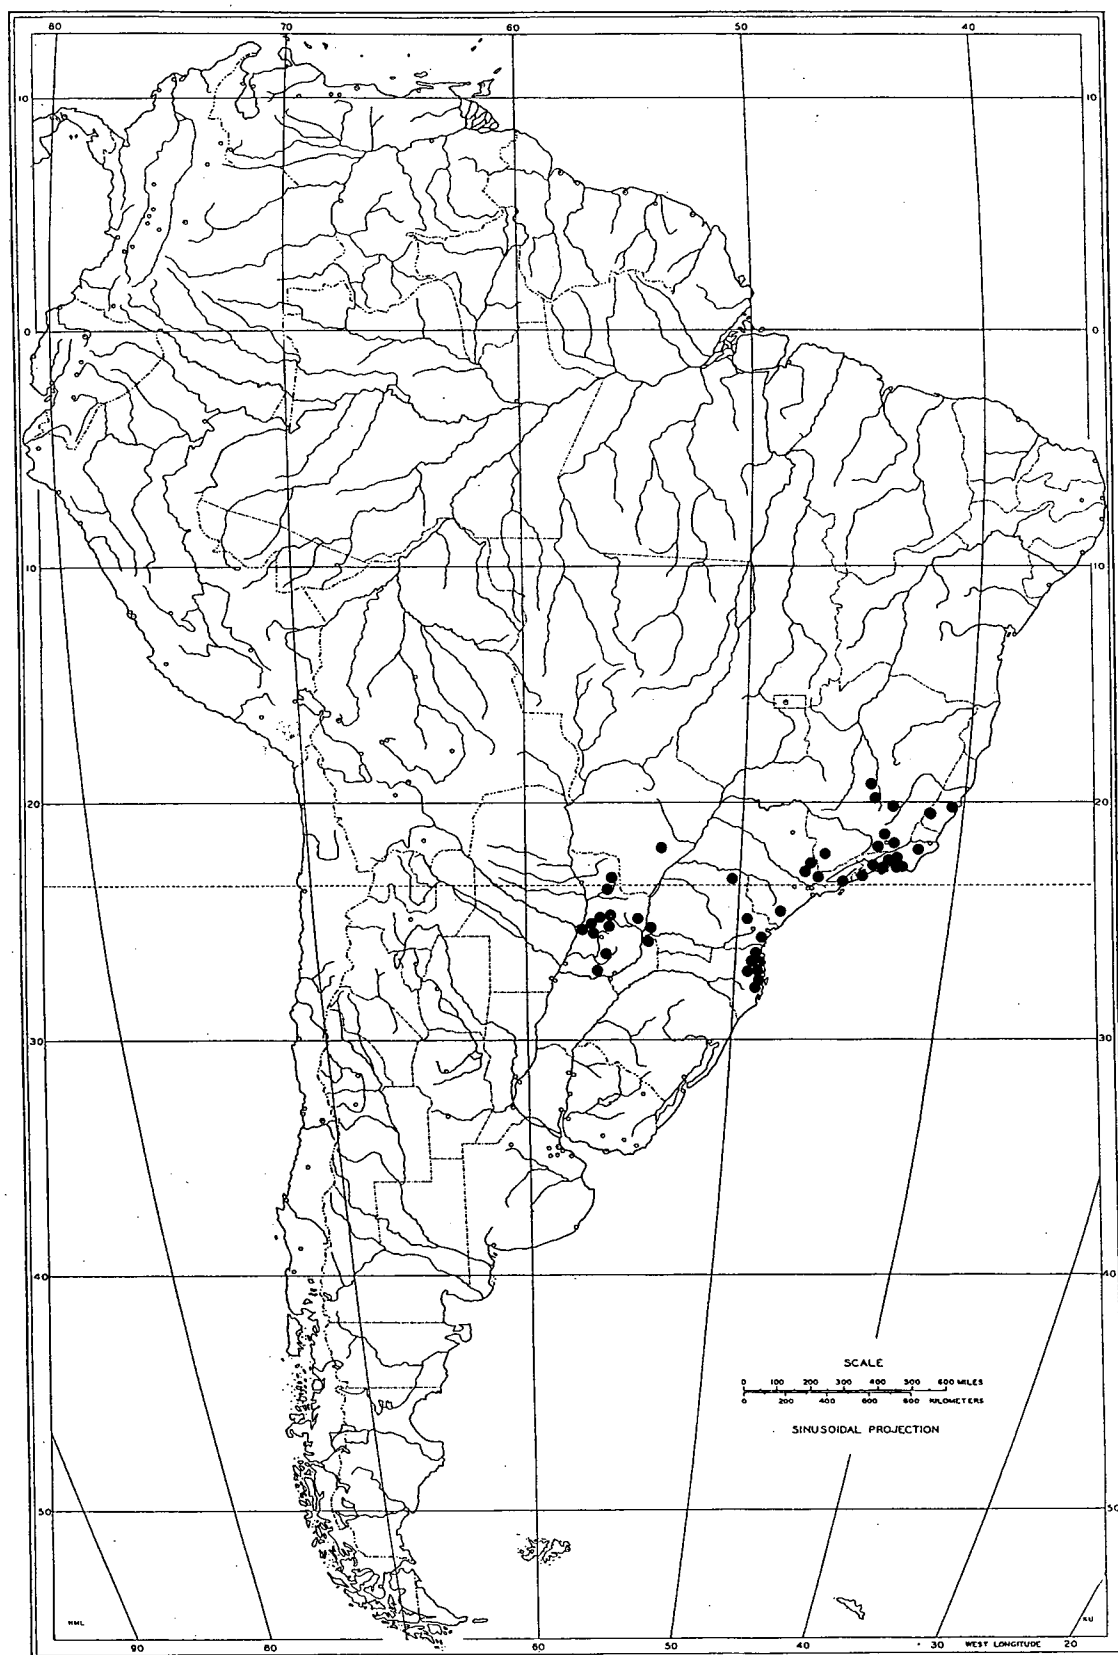 80 70 60 50 40
10 10
0 0
10 10
20 20
30 30
40 40
SCALE
0 100 200 300 400 500 600 MILES
0 200 400 600 800 KILOMETERS
SINUSOIDAL PROJECTION
50 50
HML KU
90 80 60 50 40 30 WEST LONGITUDE 20